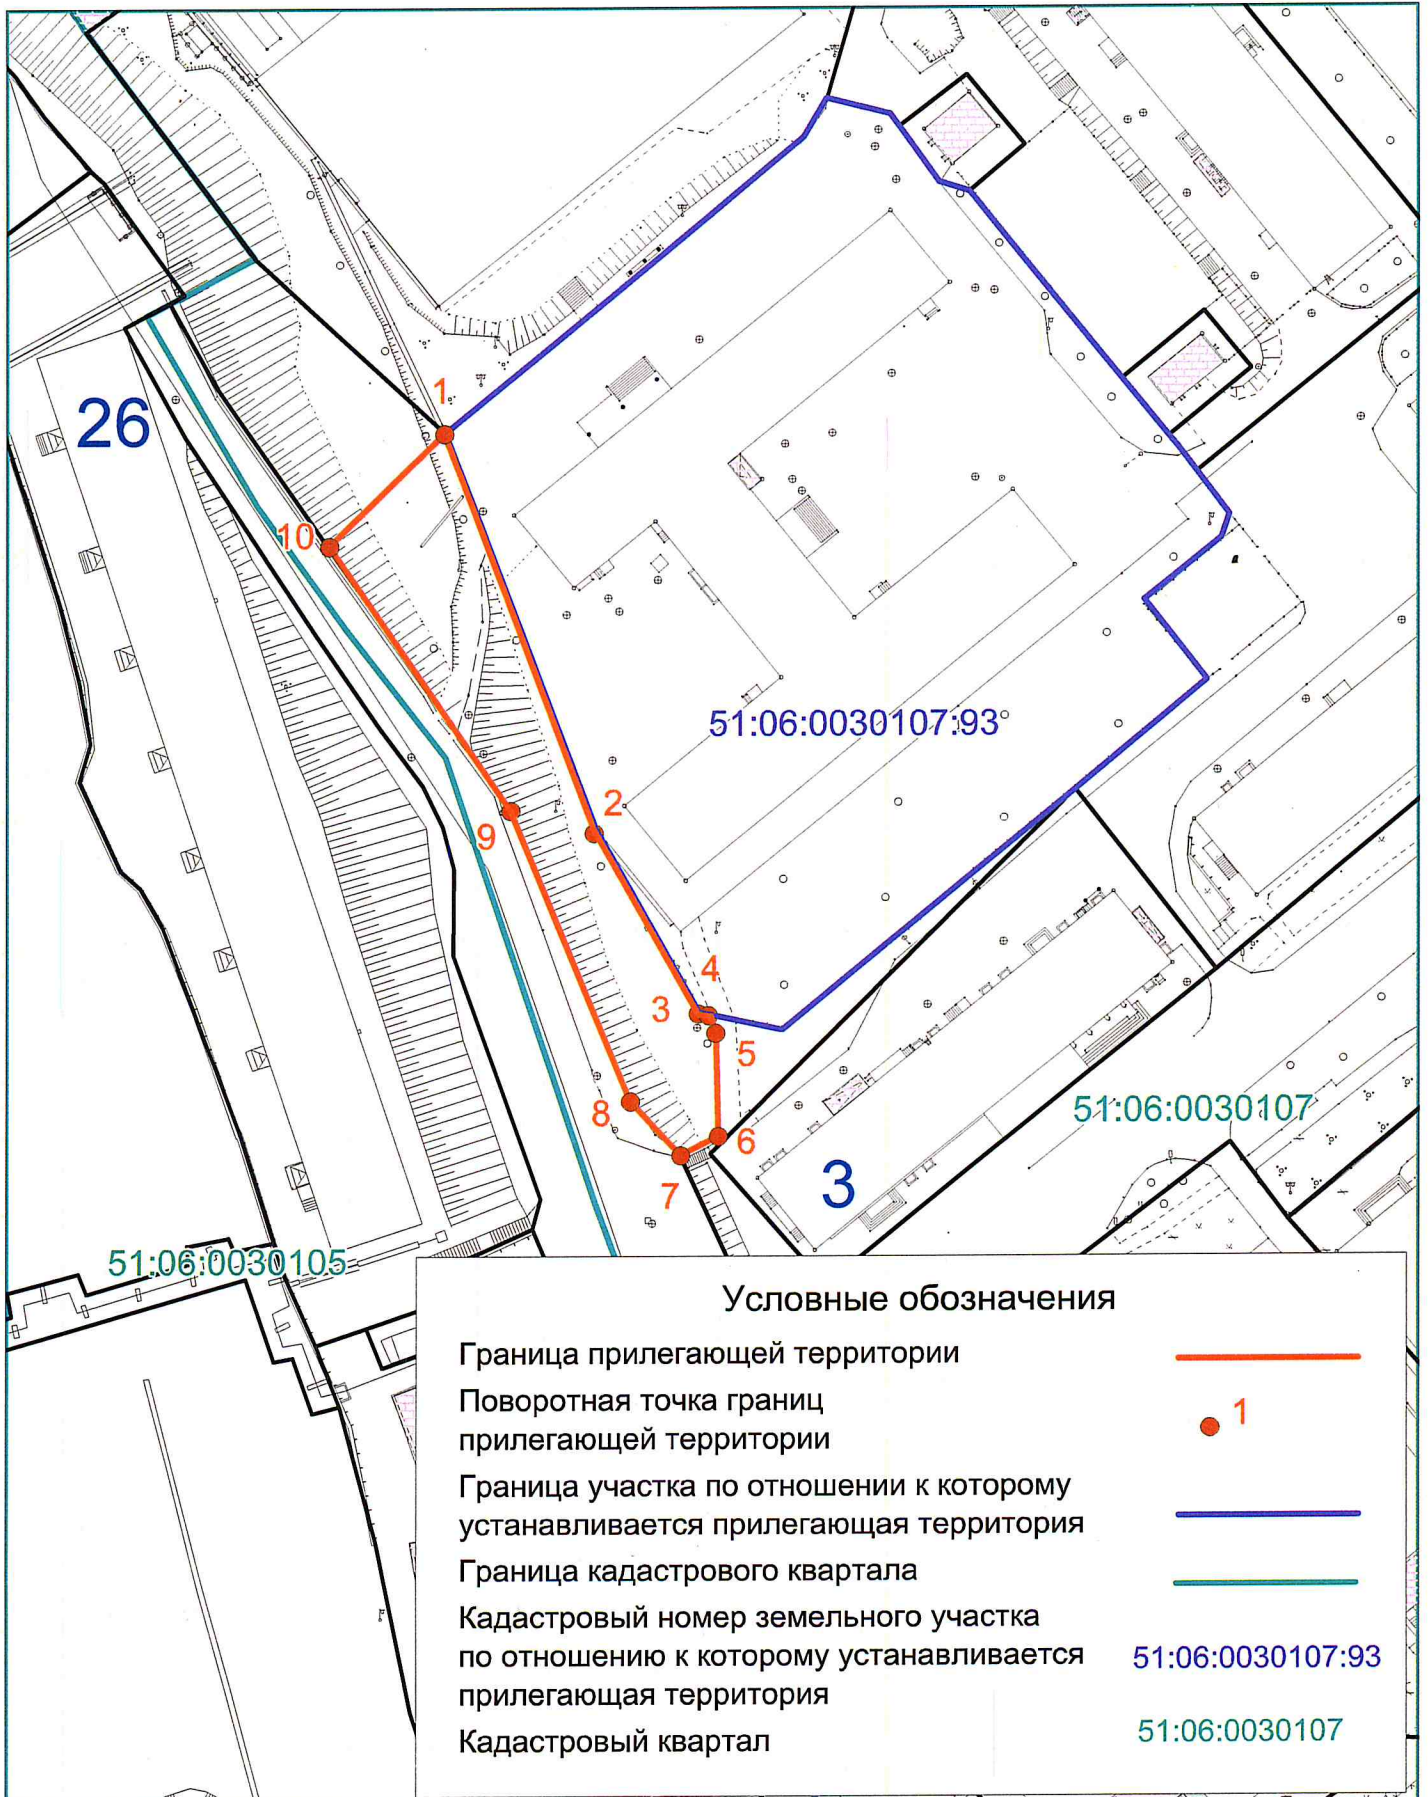 1
26
10
51:06:0030107:93
2
9
4
3
5
8
6
51:06:0030107
7
3
51:06:0030105
Условные обозначения
Граница прилегающей территории
Поворотная точка границ
прилегающей территории
1
Граница участка по отношении к которому
устанавливается прилегающая территория
Граница кадастрового квартала
Кадастровый номер земельного участка
по отношению к которому устанавливается
прилегающая территория
51:06:0030107:93
Кадастровый квартал
51:06:0030107